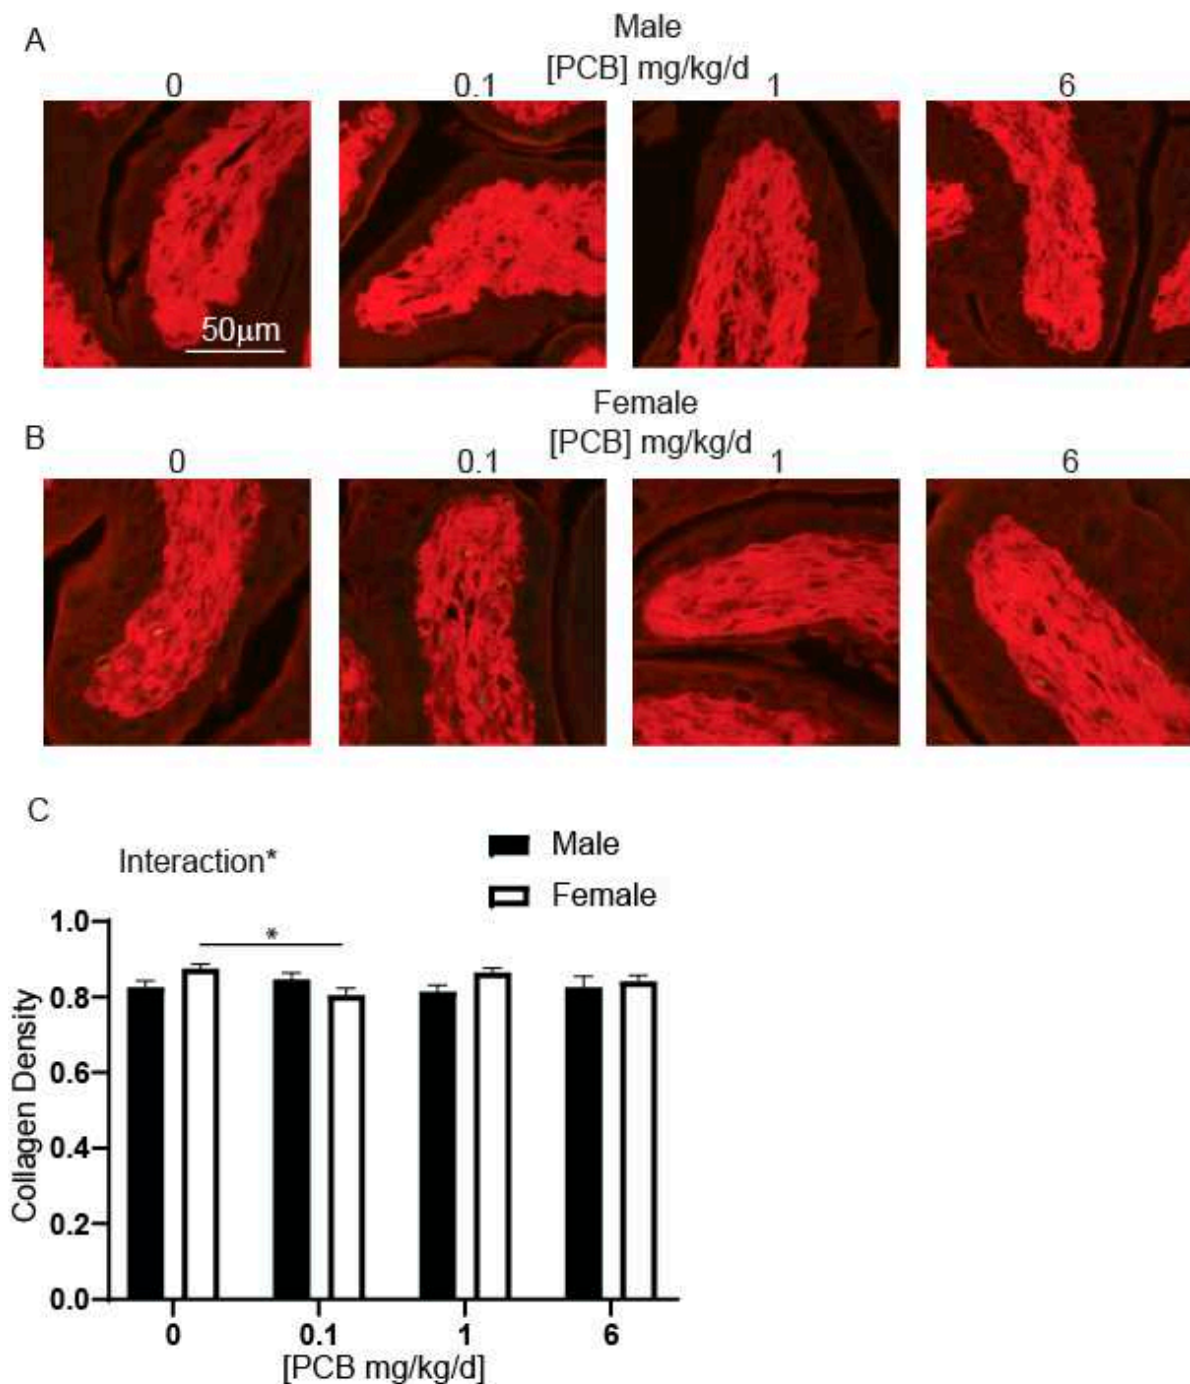 A
Male
[PCB] mg/kg/d
0 0.1 1 6
50μm
Female
B
[PCB] mg/kg/d
0 0.1 1 6
C
Interaction*
Male
Female
*
Collagen Density
1.0
0.8
0.6
0.4
0.2
0.0
0 0.1 1 6
[PCB mg/kg/d]